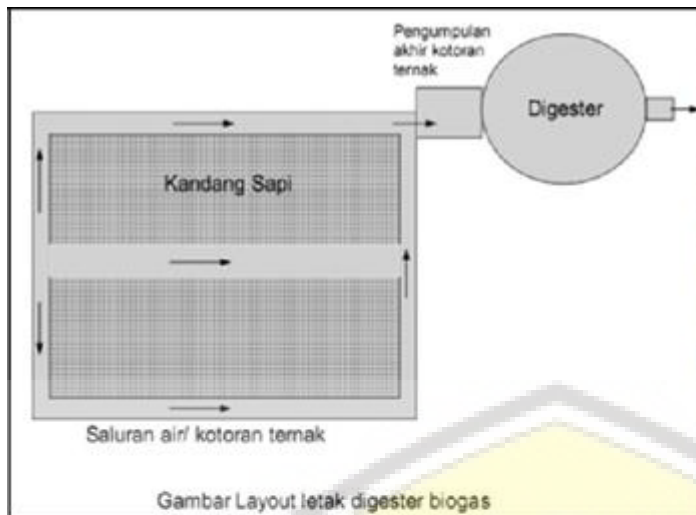 Pengumpulan
akhir kotoran
ternak
Digester
Kandang Sapi
Saluran air/ kotoran ternak
Gambar Layout letak digester biogas